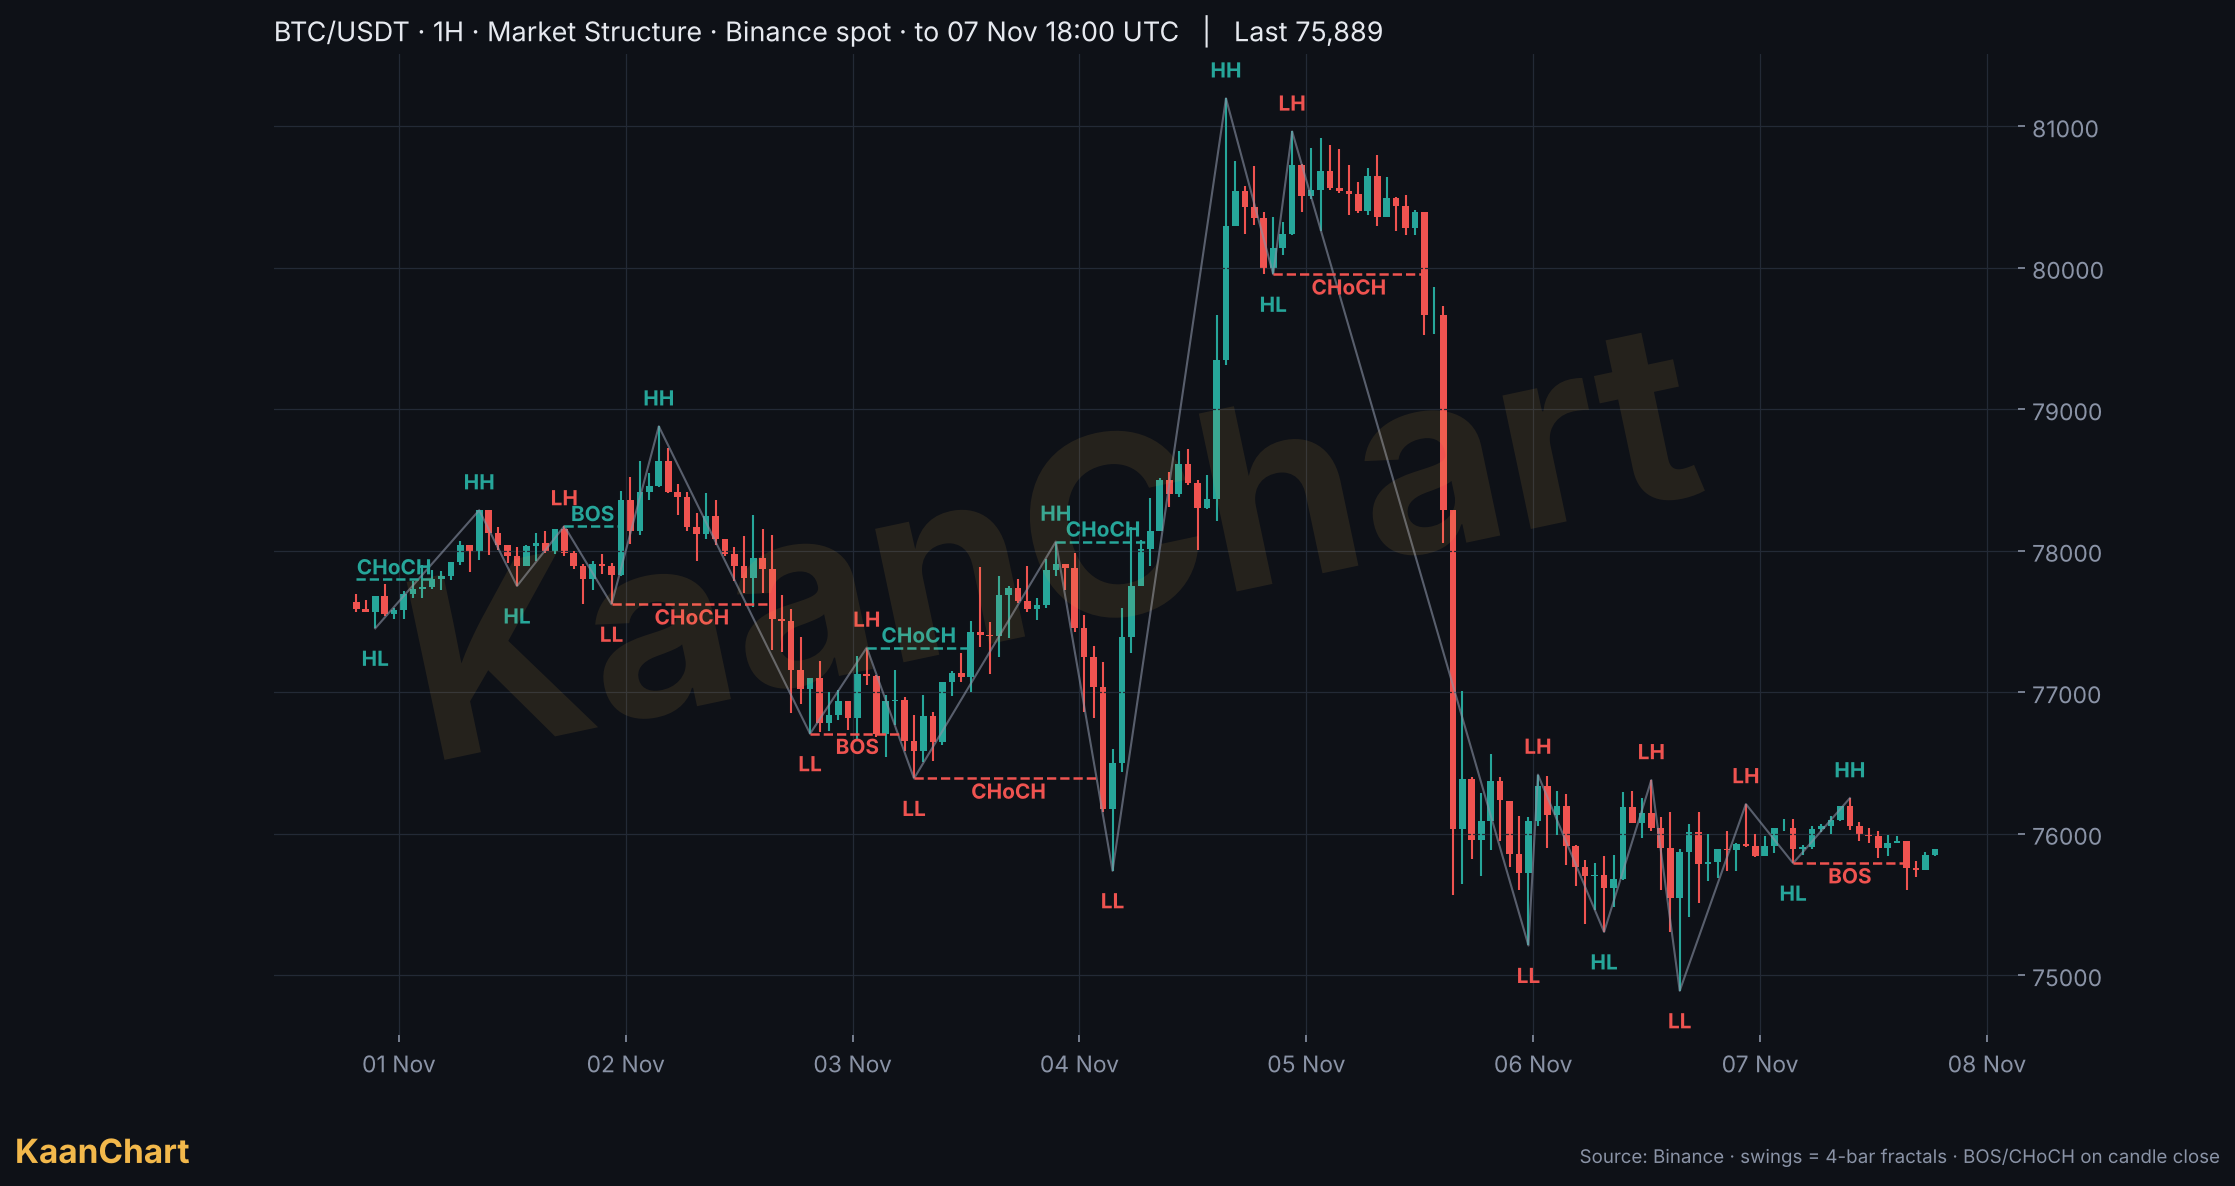 BTC/USDT · 1H · Market Structure · Binance spot · to 07 Nov 18:00 UTC | Last 75,889
HH
LH
81000
80000
CHoCH
HL
79000
HH
HH
LH
BOS
HH
CHoCH
78000
CHoCH
HL
CHoCH
LH
LL
CHoCH
HL
77000
LL
BOS
LH
LH
LH
HH
CHoCH
LL
76000
BOS
HL
LL
HL
LL
75000
LL
KaanChart
01 Nov
02 Nov
03 Nov
04 Nov
05 Nov
06 Nov
07 Nov
08 Nov
KaanChart
Source: Binance · swings = 4-bar fractals · BOS/CHoCH on candle close